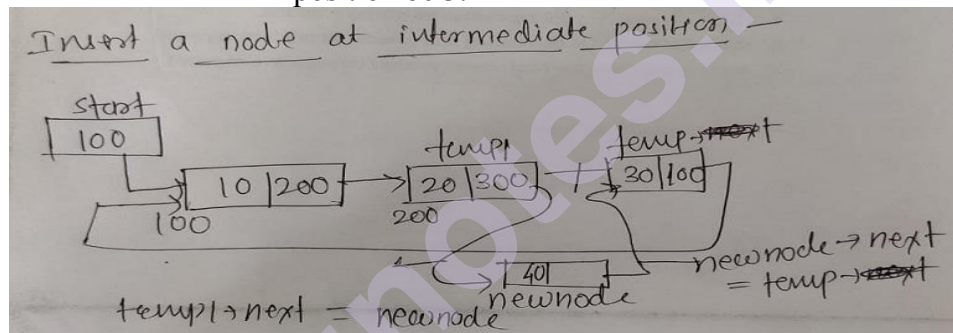 Insert a node at intermediate position —
start
100
temp1
temp→next
10 | 200
20 | 300
30 | 100
100
200
40 |
newnode
newnode → next
= temp→next
temp1→next = newnode
notes.